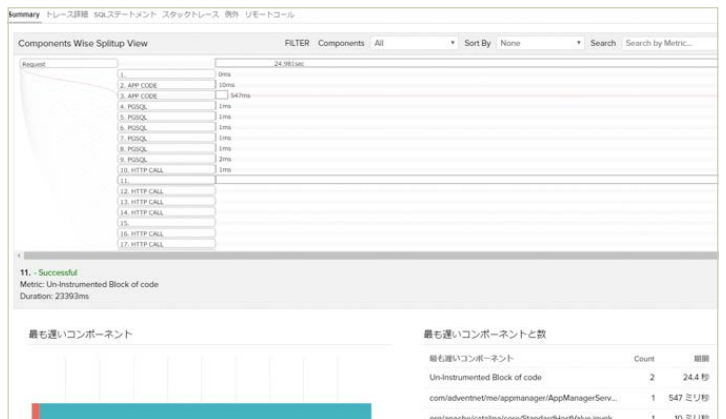 Summary トレース詳細 SQLステートメント スタックトレース 例外 リモートコール
Components Wise Splitup View FILTER Components All Sort By None Search Search by Metric...
Request 24.981sec
1. 0ms
2. APP CODE 10ms
3. APP CODE 547ms
4. PGSQL 1ms
5. PGSQL 1ms
6. PGSQL 1ms
7. PGSQL 1ms
8. PGSQL 1ms
9. PGSQL 2ms
10. HTTP CALL 1ms
11.
12. HTTP CALL
13. HTTP CALL
14. HTTP CALL
15.
16. HTTP CALL
17. HTTP CALL
11. - Successful
Metric: Un-Instrumented Block of code
Duration: 23393ms
最も遅いコンポーネント
最も遅いコンポーネントと数
最も遅いコンポーネント Count 期間
Un-Instrumented Block of code 2 24.4 秒
com/adventnet/me/appmanager/AppManagerServ... 1 547 ミリ秒
org/apache/catalina/core/StandardHostValve.invok 1 10 ミリ秒